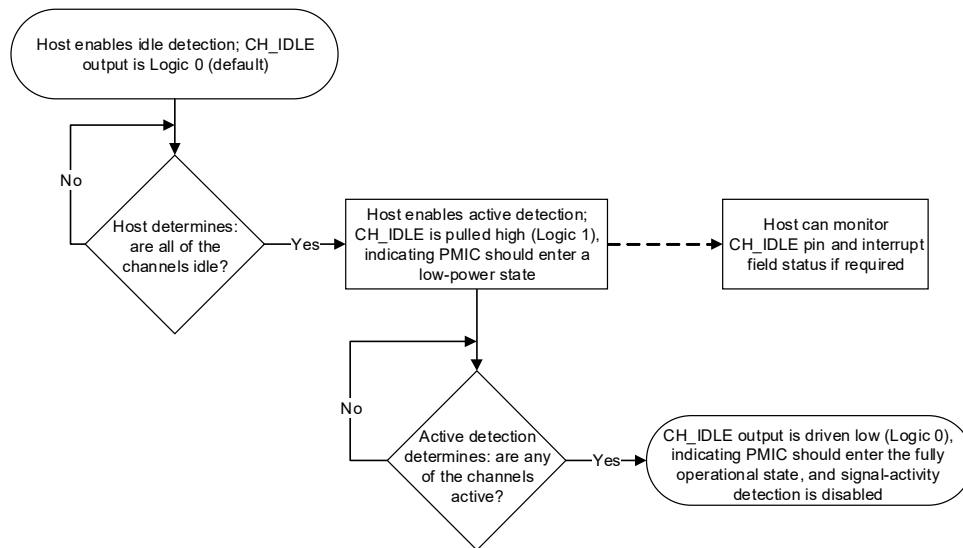 Host enables idle detection; CH_IDLE
output is Logic 0 (default)
No
Host determines:
are all of the
channels idle?
Yes
Host enables active detection;
CH_IDLE is pulled high (Logic 1),
indicating PMIC should enter a
low-power state
Host can monitor
CH_IDLE pin and interrupt
field status if required
No
Active detection
determines: are any
of the channels
active?
Yes
CH_IDLE output is driven low (Logic 0),
indicating PMIC should enter the fully
operational state, and signal-activity
detection is disabled